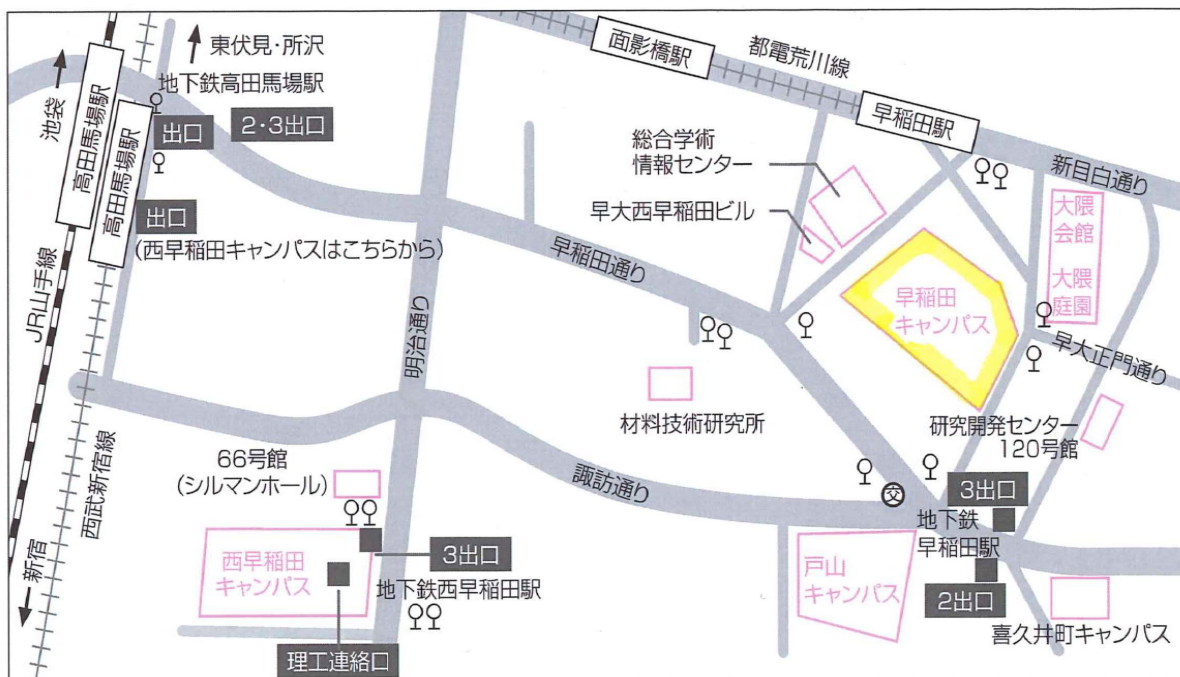 東伏見・所沢
池袋
地下鉄高田馬場駅
高田馬場駅
高田馬場駅
出口
2・3出口
出口
(西早稲田キャンパスはこちらから)
JR山手線
西武新宿線
新宿
明治通り
面影橋駅
都電荒川線
早稲田駅
新目白通り
総合学術
情報センター
早大西早稲田ビル
早稲田通り
大隈
会館
大隈
庭園
早稲田
キャンパス
早大正門通り
材料技術研究所
研究開発センター
120号館
66号館
(シルマンホール)
諏訪通り
交
3出口
地下鉄
早稲田駅
2出口
西早稲田
キャンパス
3出口
地下鉄西早稲田駅
理工連絡口
戸山
キャンパス
喜久井町キャンパス